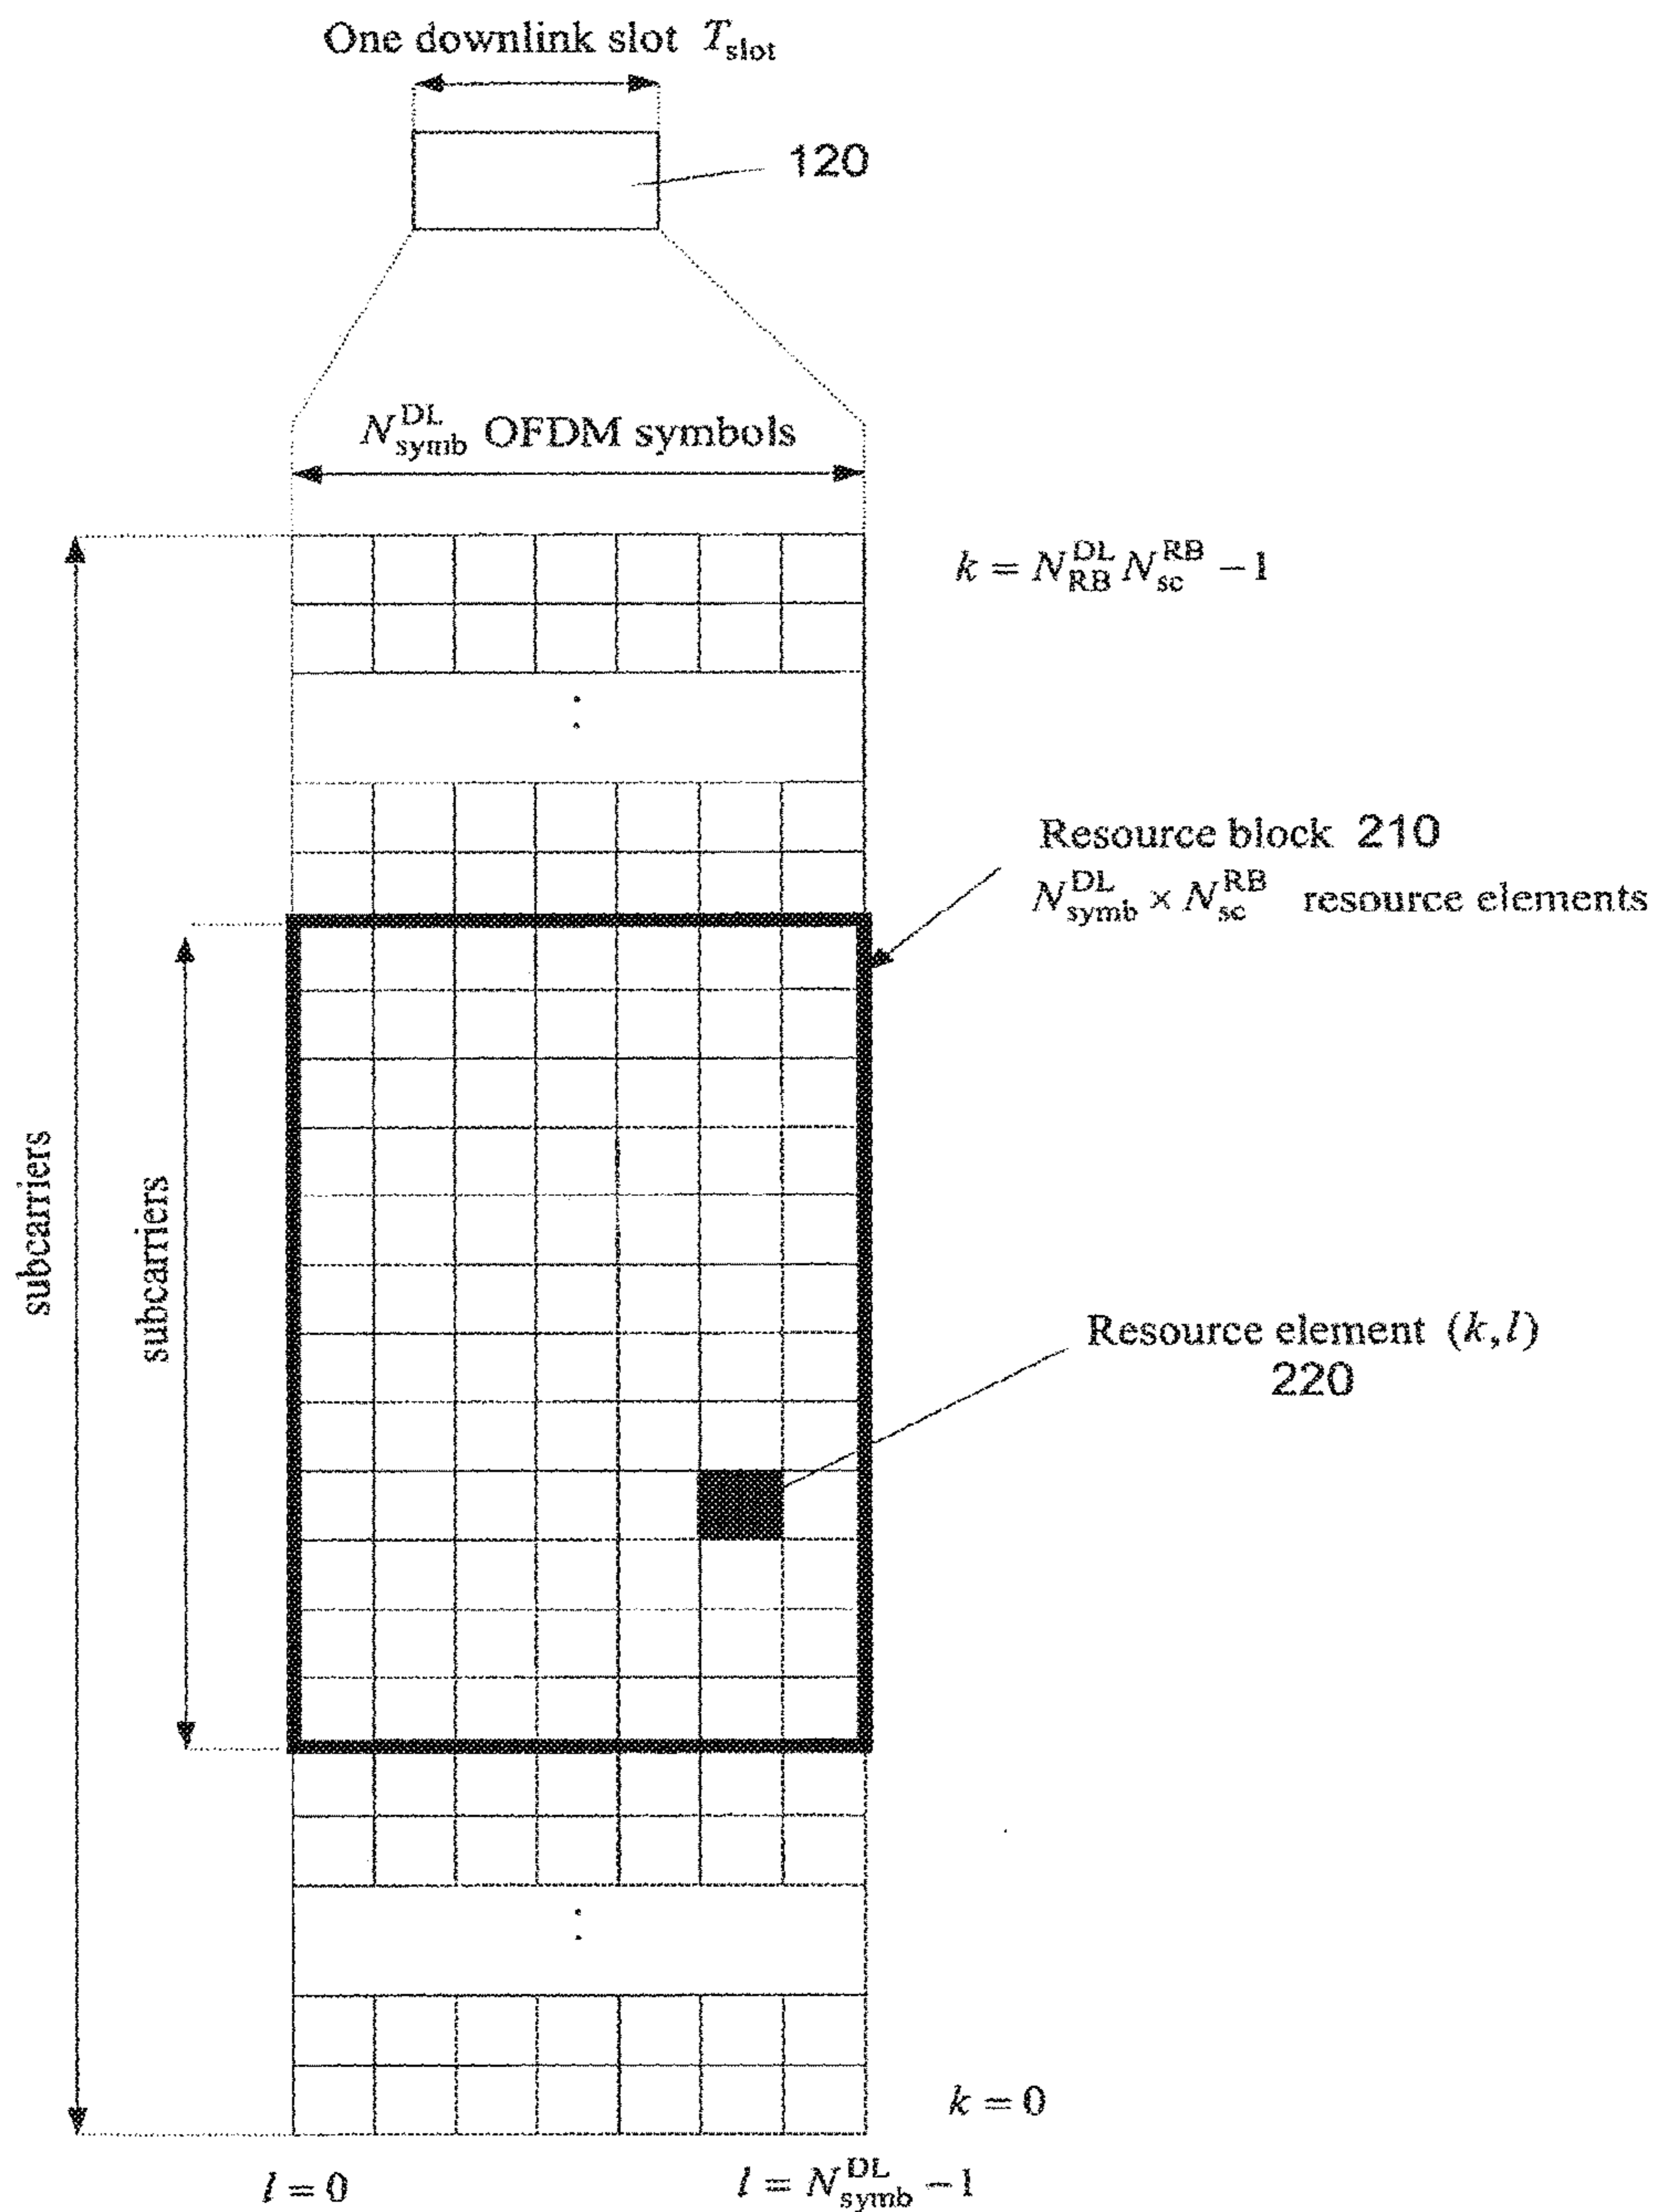 One downlink slot T_slot
120
N_symb^DL OFDM symbols
k = N_RB^DL N_sc^RB − 1
Resource block 210
N_symb^DL × N_sc^RB resource elements
subcarriers
subcarriers
Resource element (k, l)
220
k = 0
l = 0
l = N_symb^DL − 1